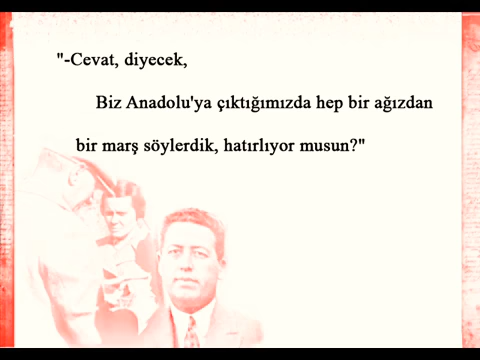 "-Cevat, diyecek,
Biz Anadolu'ya çıktığımızda hep bir ağızdan
bir marş söylerdik, hatırlıyor musun?"